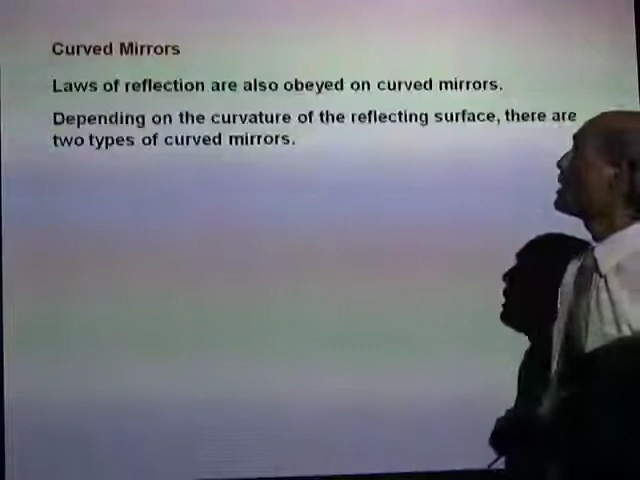 Curved Mirrors
Laws of reflection are also obeyed on curved mirrors.
Depending on the curvature of the reflecting surface, there are
two types of curved mirrors.